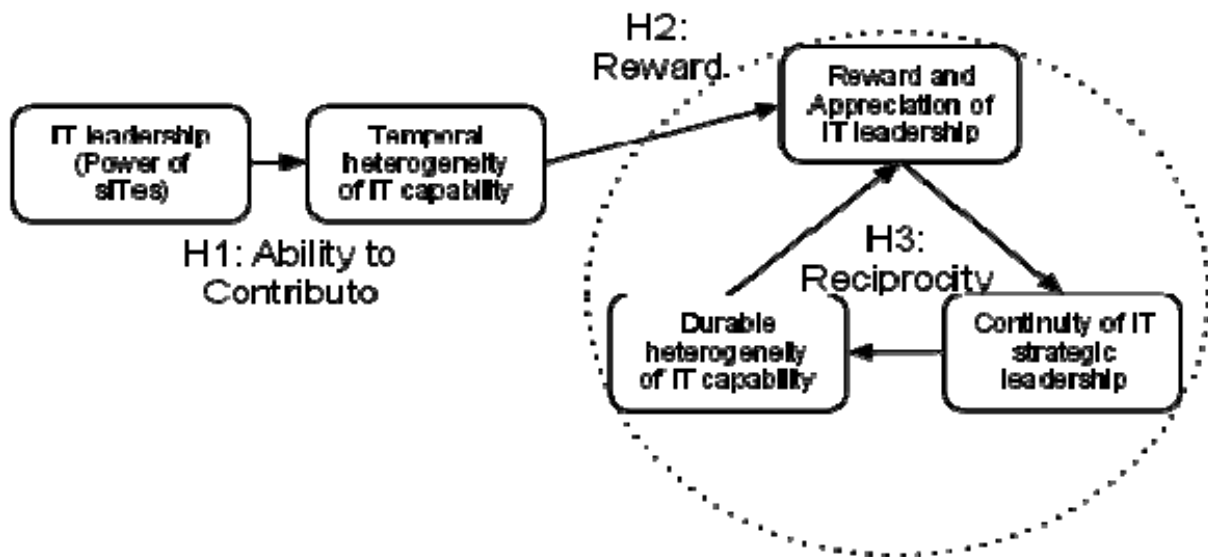 H2:
Reward
Reward and
Appreciation of
IT leadership
IT leadership
(Power of
sITes)
Temporal
heterogeneity
of IT capability
H1: Ability to
Contributo
H3:
Reciprocity
Durable
heterogeneity
of IT capability
Continuity of IT
strategic
leadership